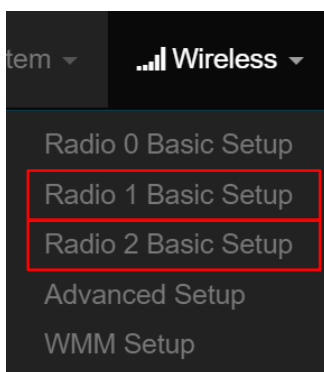 tem Wireless
Radio 0 Basic Setup
Radio 1 Basic Setup
Radio 2 Basic Setup
Advanced Setup
WMM Setup